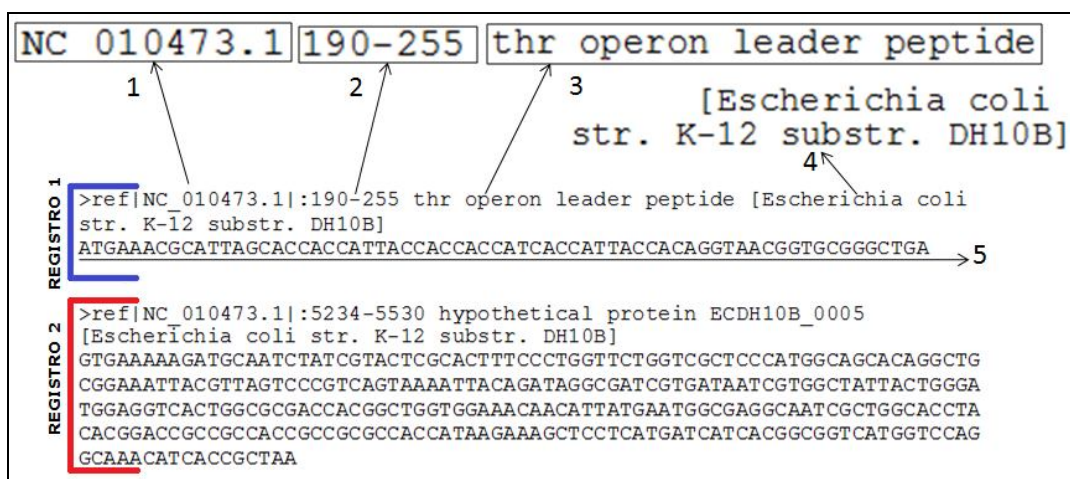 NC 010473.1 190-255 thr operon leader peptide
1 2 3
[Escherichia coli
str. K-12 substr. DH10B]
4
REGISTRO 1
>ref|NC_010473.1|:190-255 thr operon leader peptide [Escherichia coli
str. K-12 substr. DH10B]
ATGAAACGCATTAGCACCACCATTACCACCACCATCACCATTACCACAGGTAACGGTGCGGGCTGA
5
REGISTRO 2
>ref|NC_010473.1|:5234-5530 hypothetical protein ECDH10B_0005
[Escherichia coli str. K-12 substr. DH10B]
GTGAAAAAGATGCAATCTATCGTACTCGCACTTTCCCTGGTTCTGGTCGCTCCCATGGCAGCACAGGCTG
CGGAAATTACGTTAGTCCCGTCAGTAAAATTACAGATAGGCGATCGTGATAATCGTGGCTATTACTGGGA
TGGAGGTCACTGGCGCGACCACGGCTGGTGGAAACAACATTATGAATGGCGAGGCAATCGCTGGCACCTA
CACGGACCGCCGCCACCGCCGCGCCACCATAAGAAAGCTCCTCATGATCATCACGGCGGTCATGGTCCAG
GCAAACATCACCGCTAA